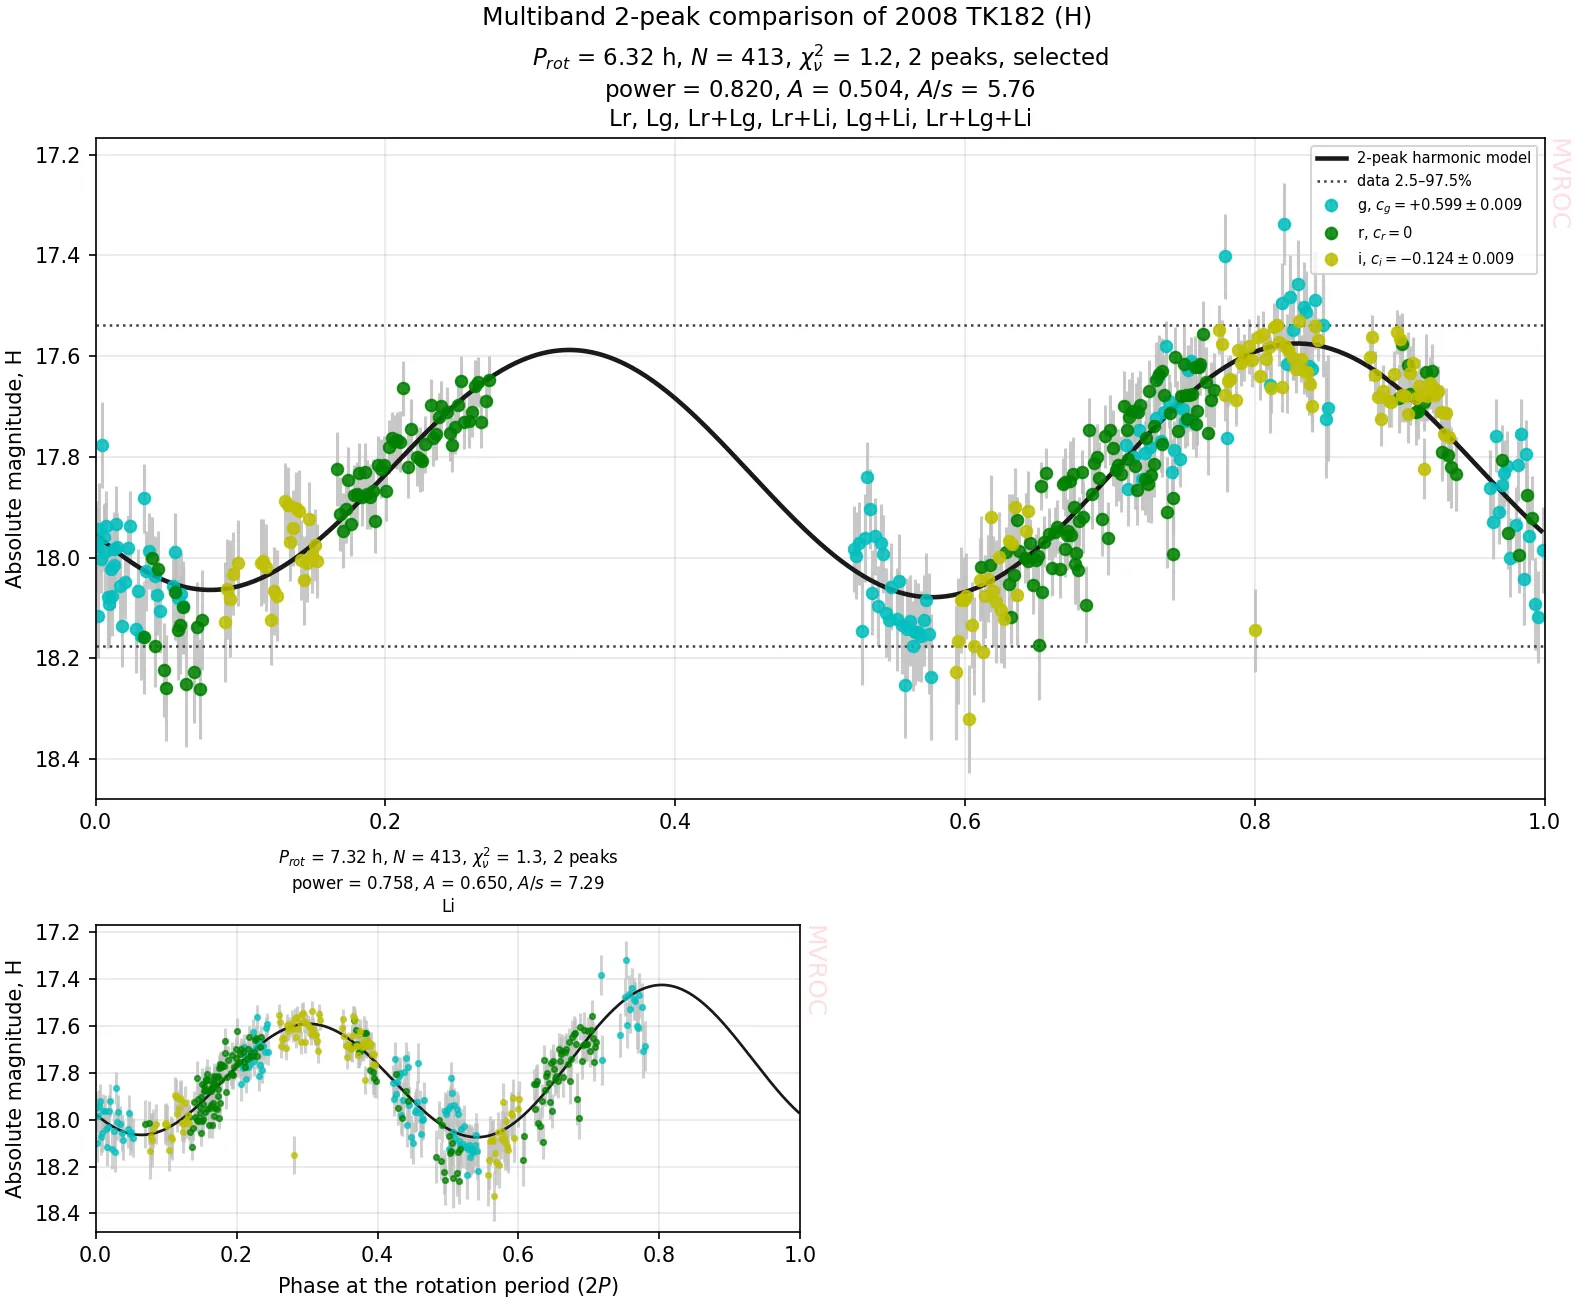 Multiband 2-peak comparison of 2008 TK182 (H)
P_rot = 6.32 h, N = 413, χ²_ν = 1.2, 2 peaks, selected
power = 0.820, A = 0.504, A/s = 5.76
Lr, Lg, Lr+Lg, Lr+Li, Lg+Li, Lr+Lg+Li
Absolute magnitude, H
17.2
17.4
17.6
17.8
18.0
18.2
18.4
0.0 0.2 0.4 0.6 0.8 1.0
2-peak harmonic model
data 2.5–97.5%
g, c_g = +0.599 ± 0.009
r, c_r = 0
i, c_i = −0.124 ± 0.009
MVROC
P_rot = 7.32 h, N = 413, χ²_ν = 1.3, 2 peaks
power = 0.758, A = 0.650, A/s = 7.29
Li
Absolute magnitude, H
17.2
17.4
17.6
17.8
18.0
18.2
18.4
0.0 0.2 0.4 0.6 0.8 1.0
Phase at the rotation period (2P)
MVROC